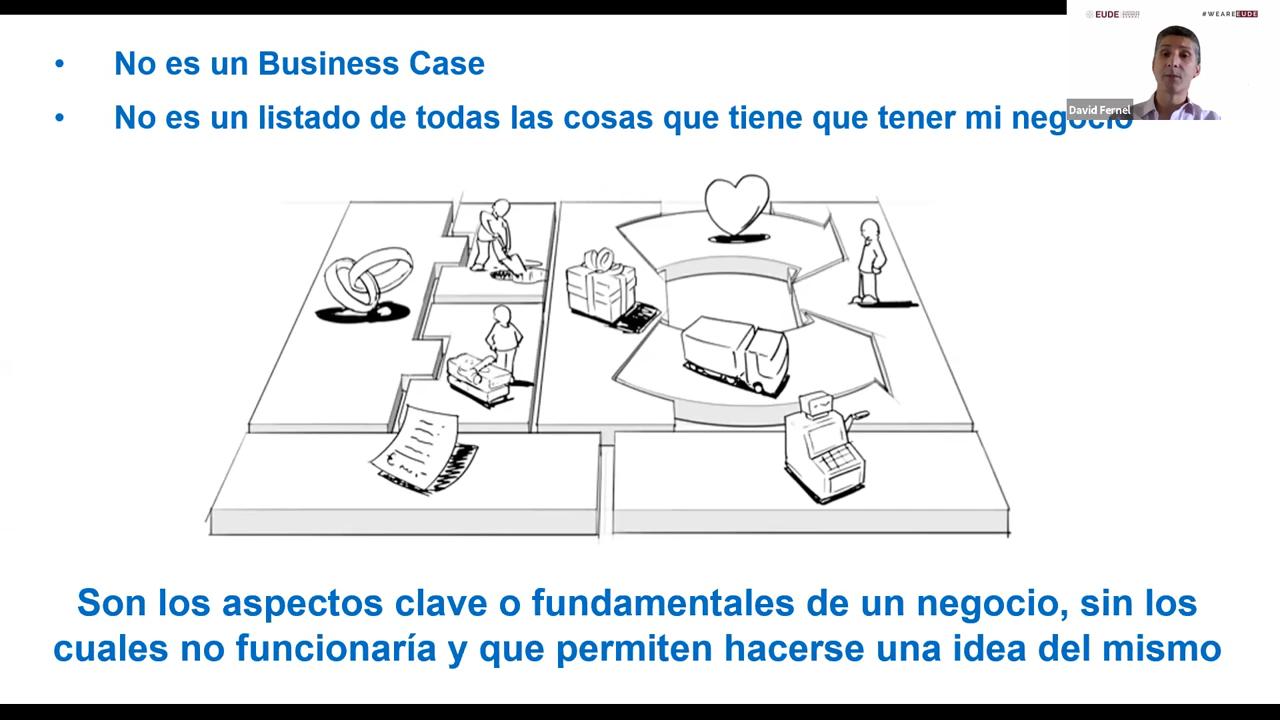 EUDE
#WEAREEUDE
• No es un Business Case
David Fernel
• No es un listado de todas las cosas que tiene que tener mi negocio
Son los aspectos clave o fundamentales de un negocio, sin los
cuales no funcionaría y que permiten hacerse una idea del mismo